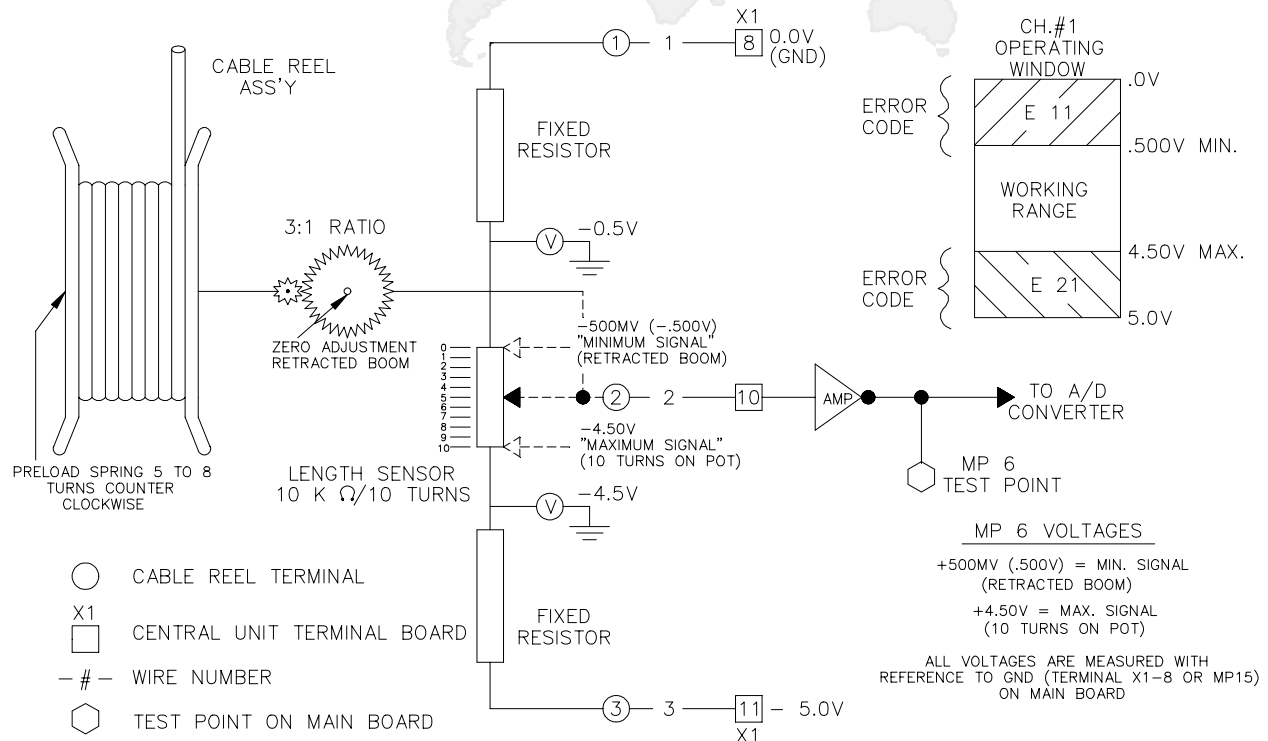 CABLE REEL
ASS'Y
PRELOAD SPRING 5 TO 8
TURNS COUNTER
CLOCKWISE
3:1 RATIO
ZERO ADJUSTMENT
RETRACTED BOOM
1
1
X1
8
0.0V
(GND)
FIXED
RESISTOR
V
-0.5V
0
1
2
3
4
5
6
7
8
9
10
-500MV (-.500V)
"MINIMUM SIGNAL"
(RETRACTED BOOM)
2
2
10
-4.50V
"MAXIMUM SIGNAL"
(10 TURNS ON POT)
LENGTH SENSOR
10 K Ω/10 TURNS
V
-4.5V
FIXED
RESISTOR
3
3
11
- 5.0V
X1
AMP
TO A/D
CONVERTER
MP 6
TEST POINT
CH.#1
OPERATING
WINDOW
ERROR
CODE
E 11
.0V
.500V MIN.
WORKING
RANGE
4.50V MAX.
ERROR
CODE
E 21
5.0V
MP 6 VOLTAGES
+500MV (.500V) = MIN. SIGNAL
(RETRACTED BOOM)
+4.50V = MAX. SIGNAL
(10 TURNS ON POT)
ALL VOLTAGES ARE MEASURED WITH
REFERENCE TO GND (TERMINAL X1-8 OR MP15)
ON MAIN BOARD
CABLE REEL TERMINAL
X1
CENTRAL UNIT TERMINAL BOARD
-#- WIRE NUMBER
TEST POINT ON MAIN BOARD